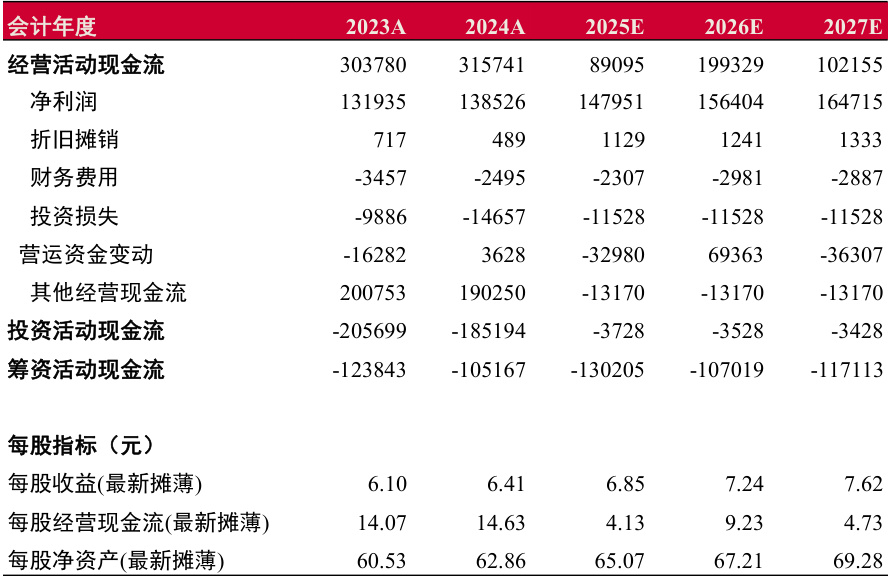 会计年度 2023A 2024A 2025E 2026E 2027E
经营活动现金流 303780 315741 89095 199329 102155
净利润 131935 138526 147951 156404 164715
折旧摊销 717 489 1129 1241 1333
财务费用 -3457 -2495 -2307 -2981 -2887
投资损失 -9886 -14657 -11528 -11528 -11528
营运资金变动 -16282 3628 -32980 69363 -36307
其他经营现金流 200753 190250 -13170 -13170 -13170
投资活动现金流 -205699 -185194 -3728 -3528 -3428
筹资活动现金流 -123843 -105167 -130205 -107019 -117113
每股指标（元）
每股收益(最新摊薄) 6.10 6.41 6.85 7.24 7.62
每股经营现金流(最新摊薄) 14.07 14.63 4.13 9.23 4.73
每股净资产(最新摊薄) 60.53 62.86 65.07 67.21 69.28